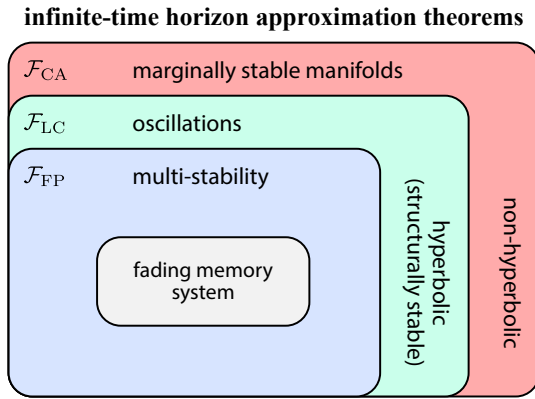 infinite-time horizon approximation theorems
F_CA marginally stable manifolds
F_LC oscillations
F_FP multi-stability
fading memory
system
hyperbolic
(structurally stable)
non-hyperbolic